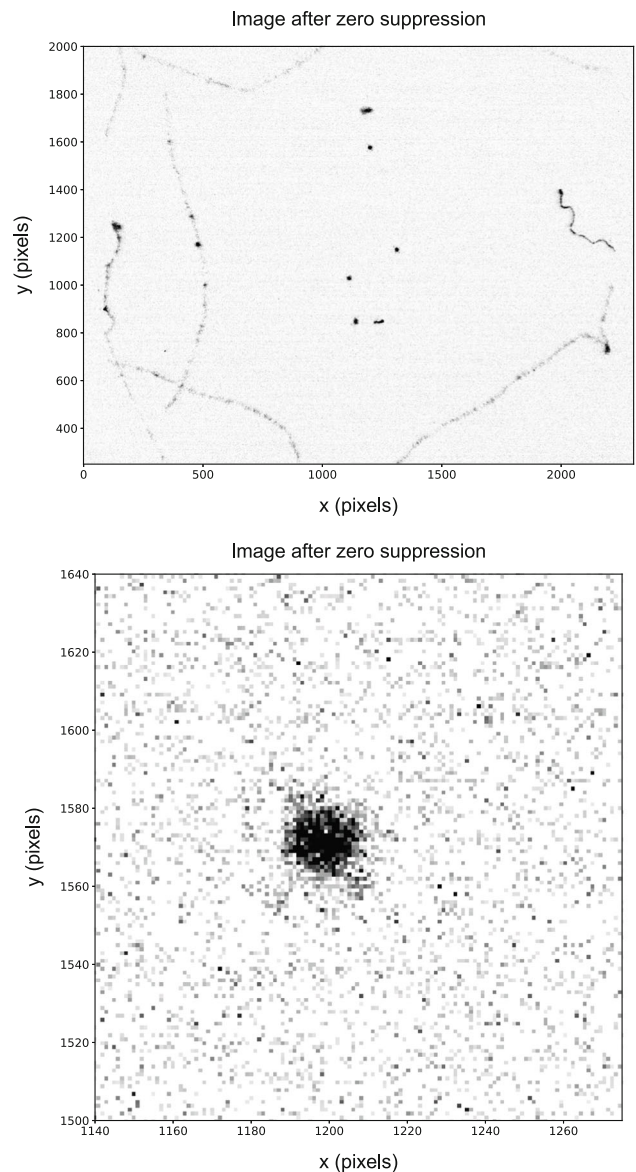 Image after zero suppression
2000
1800
1600
1400
1200
1000
800
600
400
y (pixels)
0 500 1000 1500 2000
x (pixels)
Image after zero suppression
1640
1620
1600
1580
1560
1540
1520
1500
y (pixels)
1140 1160 1180 1200 1220 1240 1260
x (pixels)